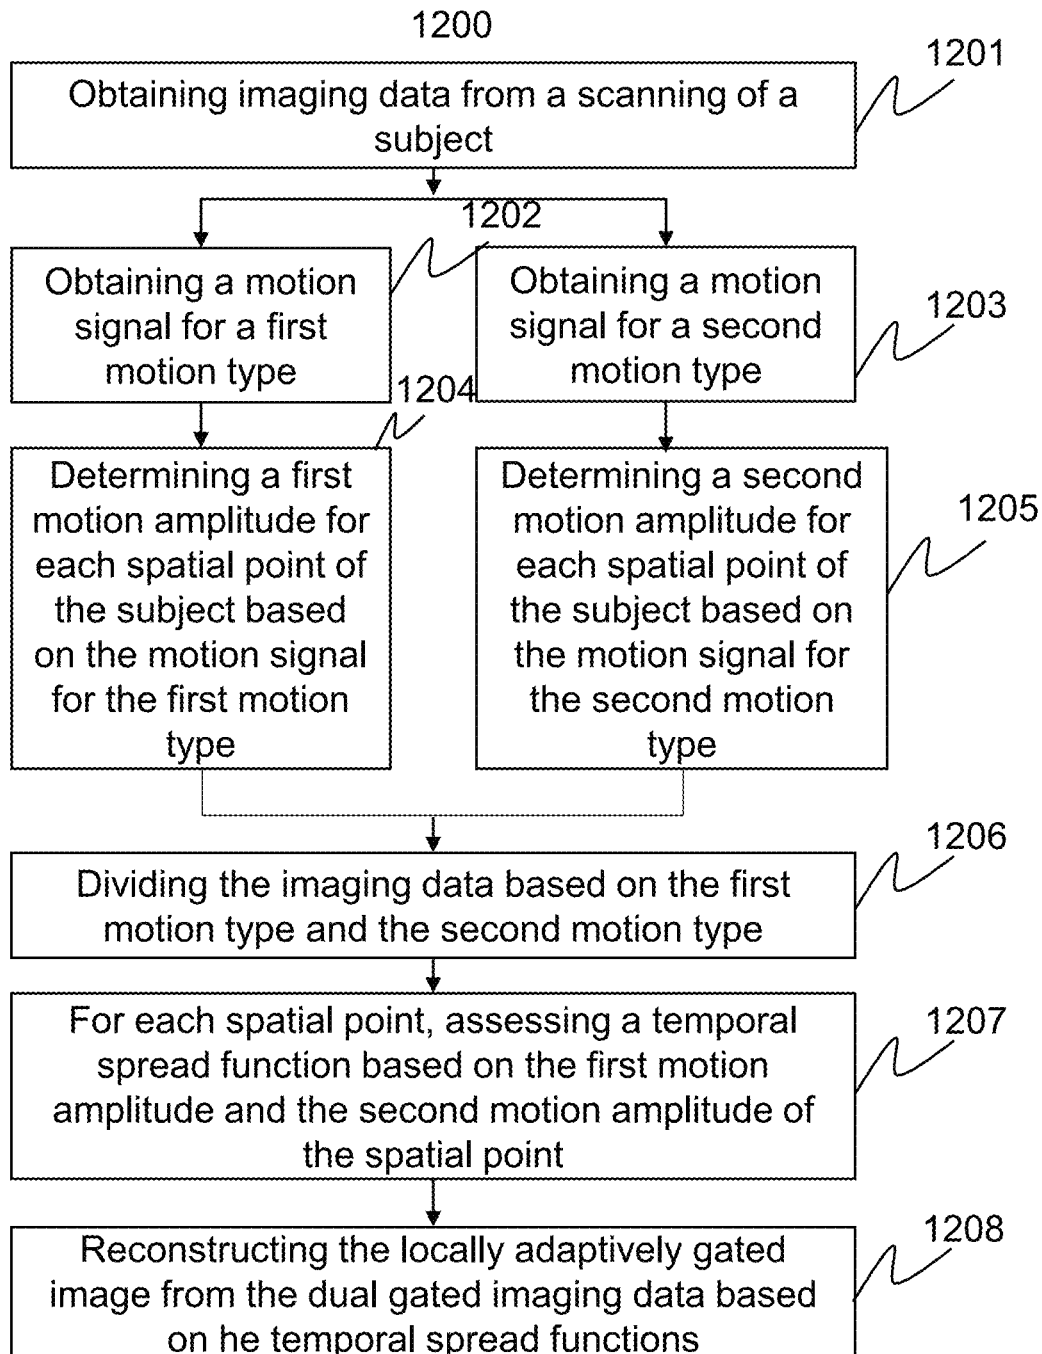 1200
1201
Obtaining imaging data from a scanning of a
subject
1202
Obtaining a motion
signal for a first
motion type
Obtaining a motion
signal for a second
motion type
1203
1204
Determining a first
motion amplitude for
each spatial point of
the subject based
on the motion signal
for the first motion
type
Determining a second
motion amplitude for
each spatial point of
the subject based on
the motion signal for
the second motion
type
1205
1206
Dividing the imaging data based on the first
motion type and the second motion type
1207
For each spatial point, assessing a temporal
spread function based on the first motion
amplitude and the second motion amplitude of
the spatial point
1208
Reconstructing the locally adaptively gated
image from the dual gated imaging data based
on he temporal spread functions